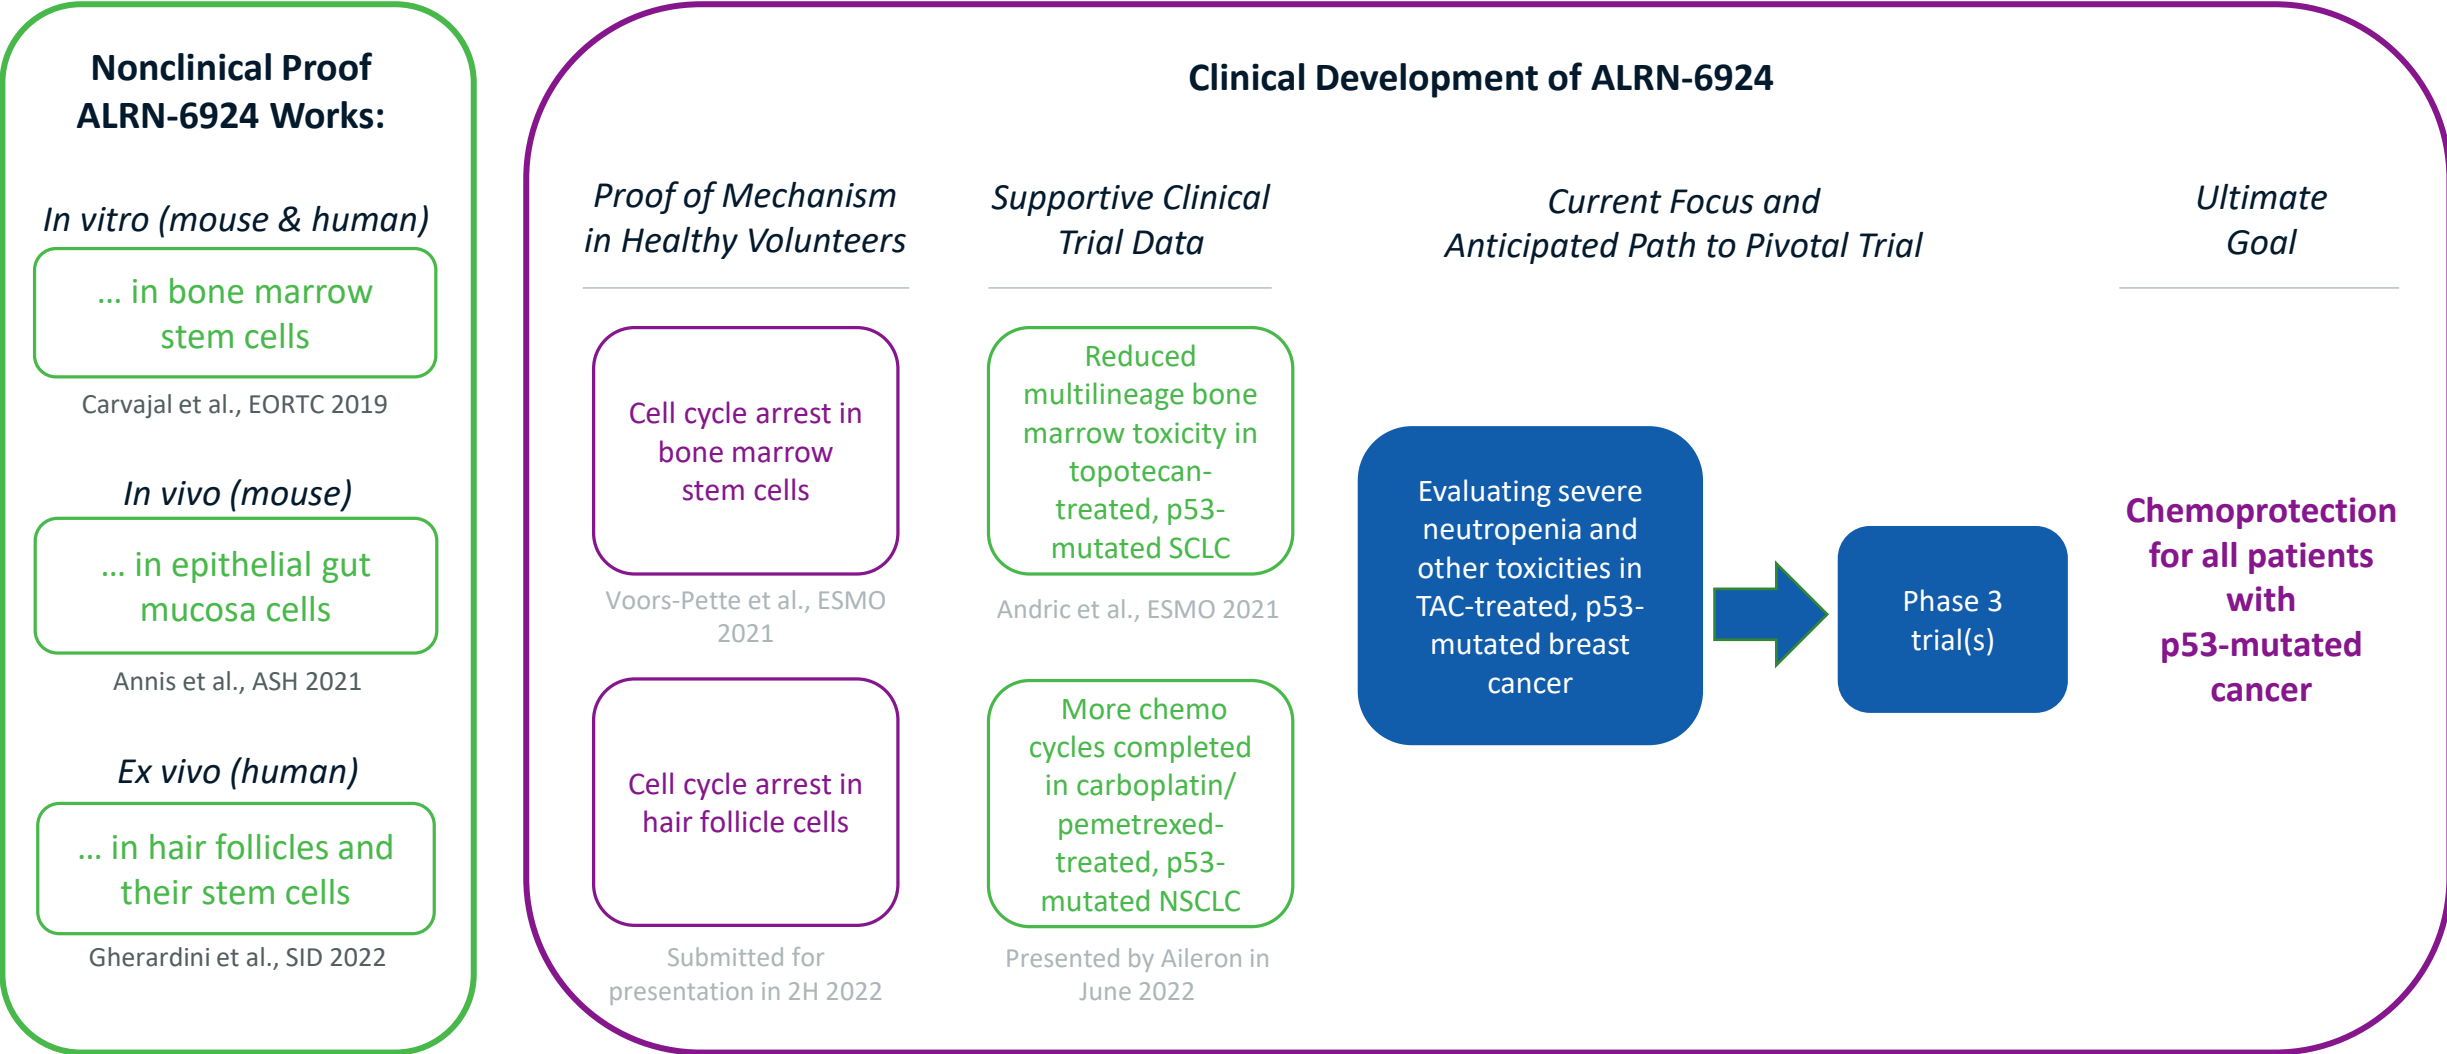 Nonclinical Proof
ALRN-6924 Works:
In vitro (mouse & human)
... in bone marrow
stem cells
Carvajal et al., EORTC 2019
In vivo (mouse)
... in epithelial gut
mucosa cells
Annis et al., ASH 2021
Ex vivo (human)
... in hair follicles and
their stem cells
Gherardini et al., SID 2022
Clinical Development of ALRN-6924
Proof of Mechanism
in Healthy Volunteers
Cell cycle arrest in
bone marrow
stem cells
Voors-Pette et al., ESMO
2021
Cell cycle arrest in
hair follicle cells
Submitted for
presentation in 2H 2022
Supportive Clinical
Trial Data
Reduced
multilineage bone
marrow toxicity in
topotecan-
treated, p53-
mutated SCLC
Andric et al., ESMO 2021
More chemo
cycles completed
in carboplatin/
pemetrexed-
treated, p53-
mutated NSCLC
Presented by Aileron in
June 2022
Current Focus and
Anticipated Path to Pivotal Trial
Evaluating severe
neutropenia and
other toxicities in
TAC-treated, p53-
mutated breast
cancer
Phase 3
trial(s)
Ultimate
Goal
Chemoprotection
for all patients
with
p53-mutated
cancer